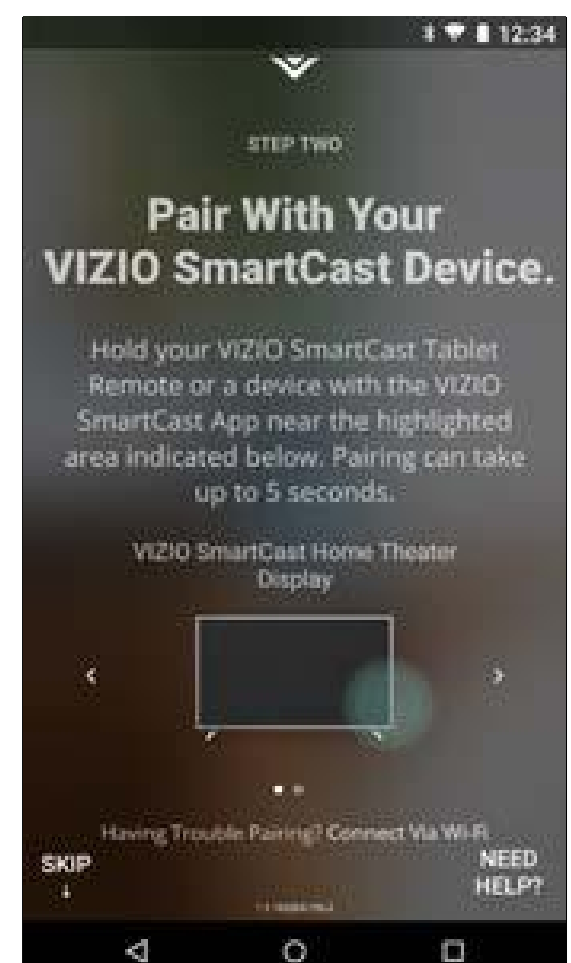 12:34
STEP TWO
Pair With Your
VIZIO SmartCast Device.
Hold your VIZIO SmartCast Tablet
Remote or a device with the VIZIO
SmartCast App near the highlighted
area indicated below. Pairing can take
up to 5 seconds.
VIZIO SmartCast Home Theater
Display
Having Trouble Pairing? Connect Via Wi-Fi
SKIP
NEED
HELP?